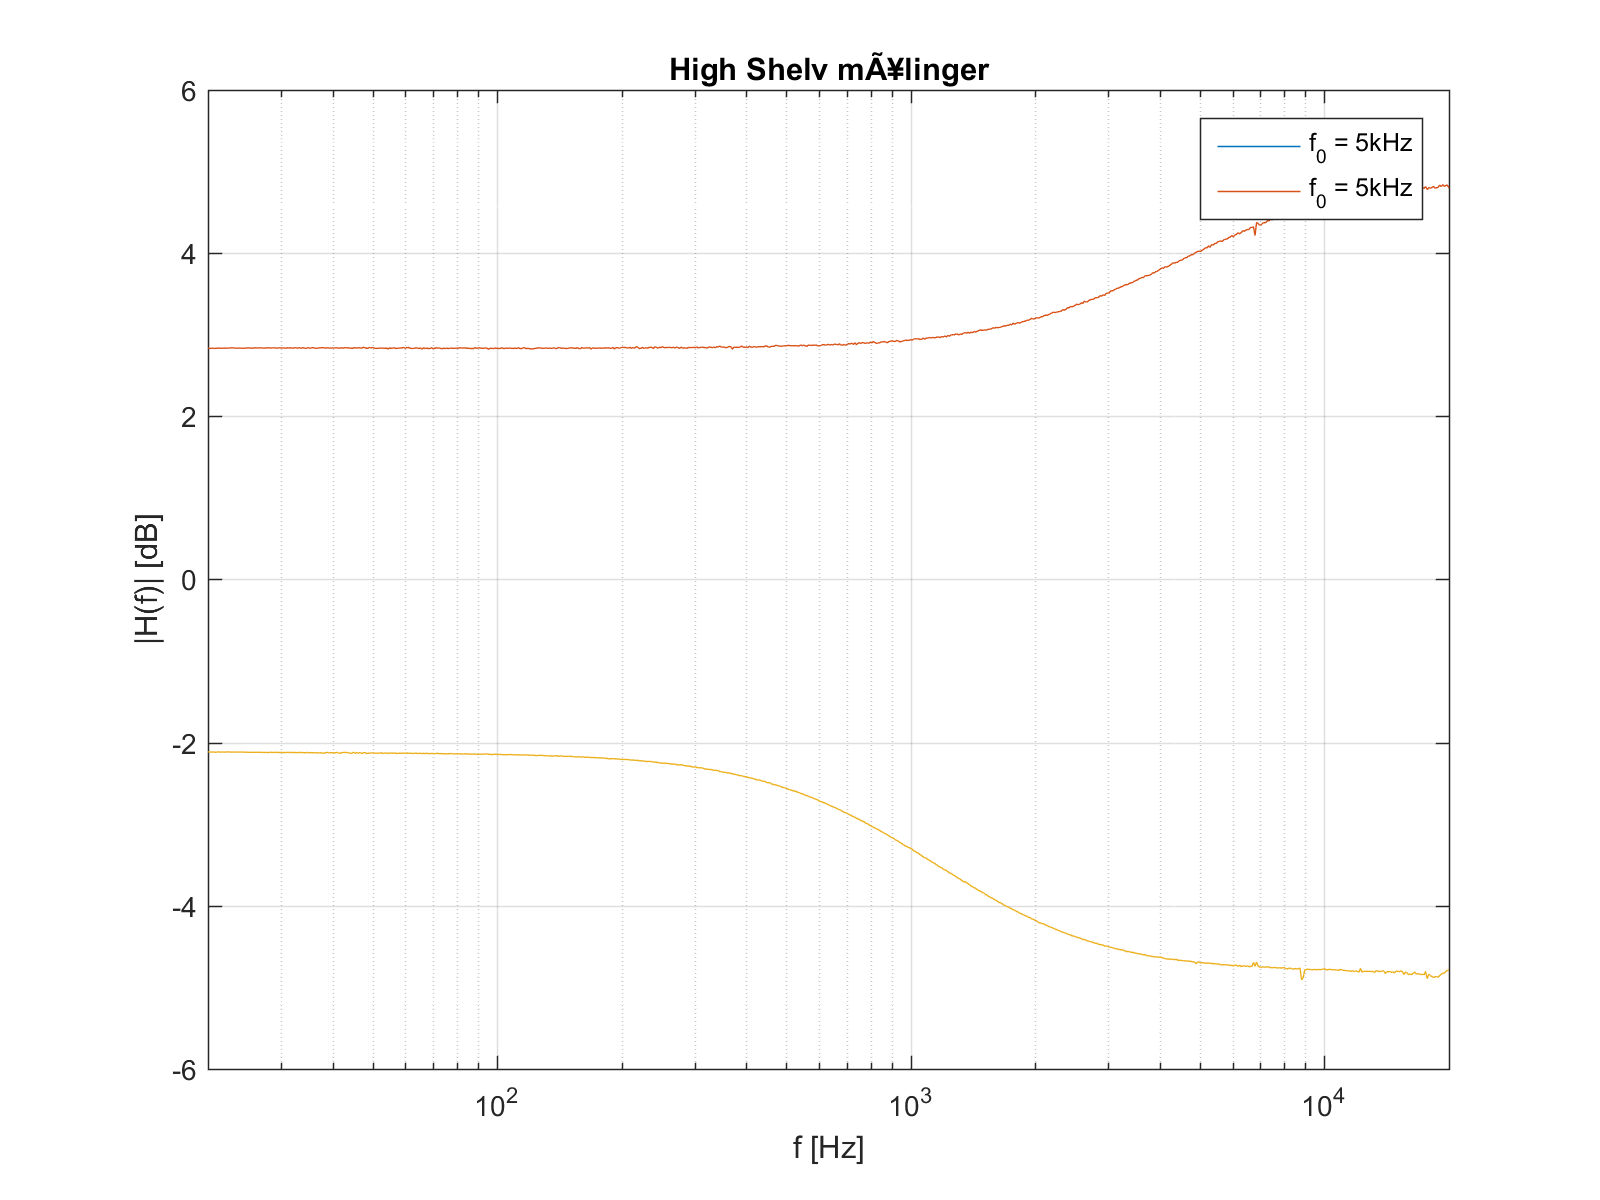 High Shelv mÃ¥linger
f0 = 5kHz
f0 = 5kHz
6
4
2
0
-2
-4
-6
|H(f)| [dB]
10^2 10^3 10^4
f [Hz]